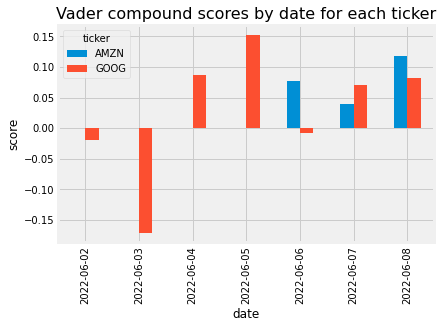 Vader compound scores by date for each ticker
ticker
AMZN
GOOG
score
0.15
0.10
0.05
0.00
−0.05
−0.10
−0.15
2022-06-02
2022-06-03
2022-06-04
2022-06-05
2022-06-06
2022-06-07
2022-06-08
date